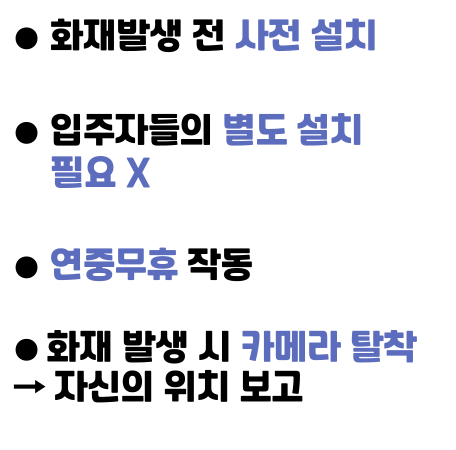 ● 화재발생 전 사전 설치
● 입주자들의 별도 설치
필요 X
● 연중무휴 작동
● 화재 발생 시 카메라 탈착
→ 자신의 위치 보고